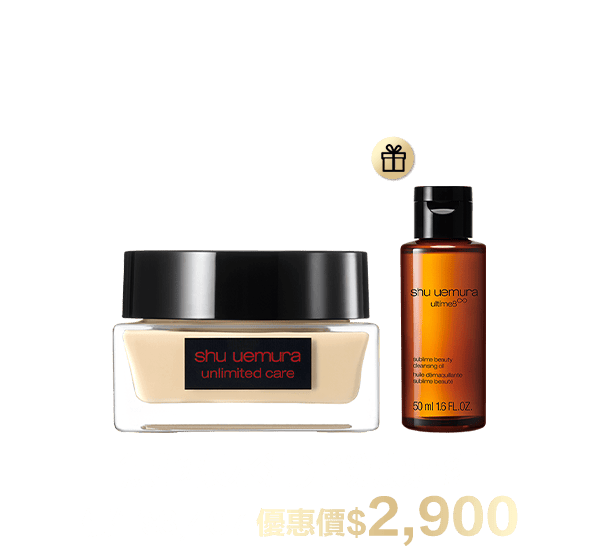 shu uemura
unlimited care
shu uemura
ultime8∞
sublime beauty
cleansing oil
huile démaquillante
sublime beauté
50 ml 1.6 FL.OZ.
優惠價$2,900